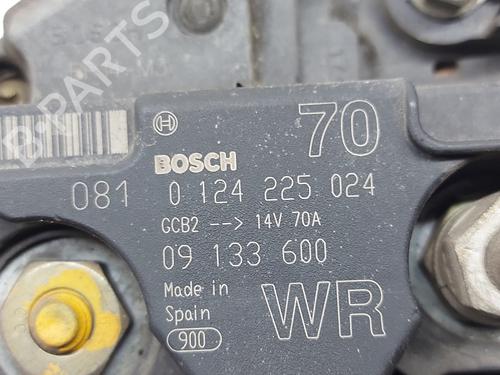 70
BOSCH
081 0 124 225 024
GCB2 --> 14V 70A
09 133 600
Made in
Spain
900
WR
B-PARTS